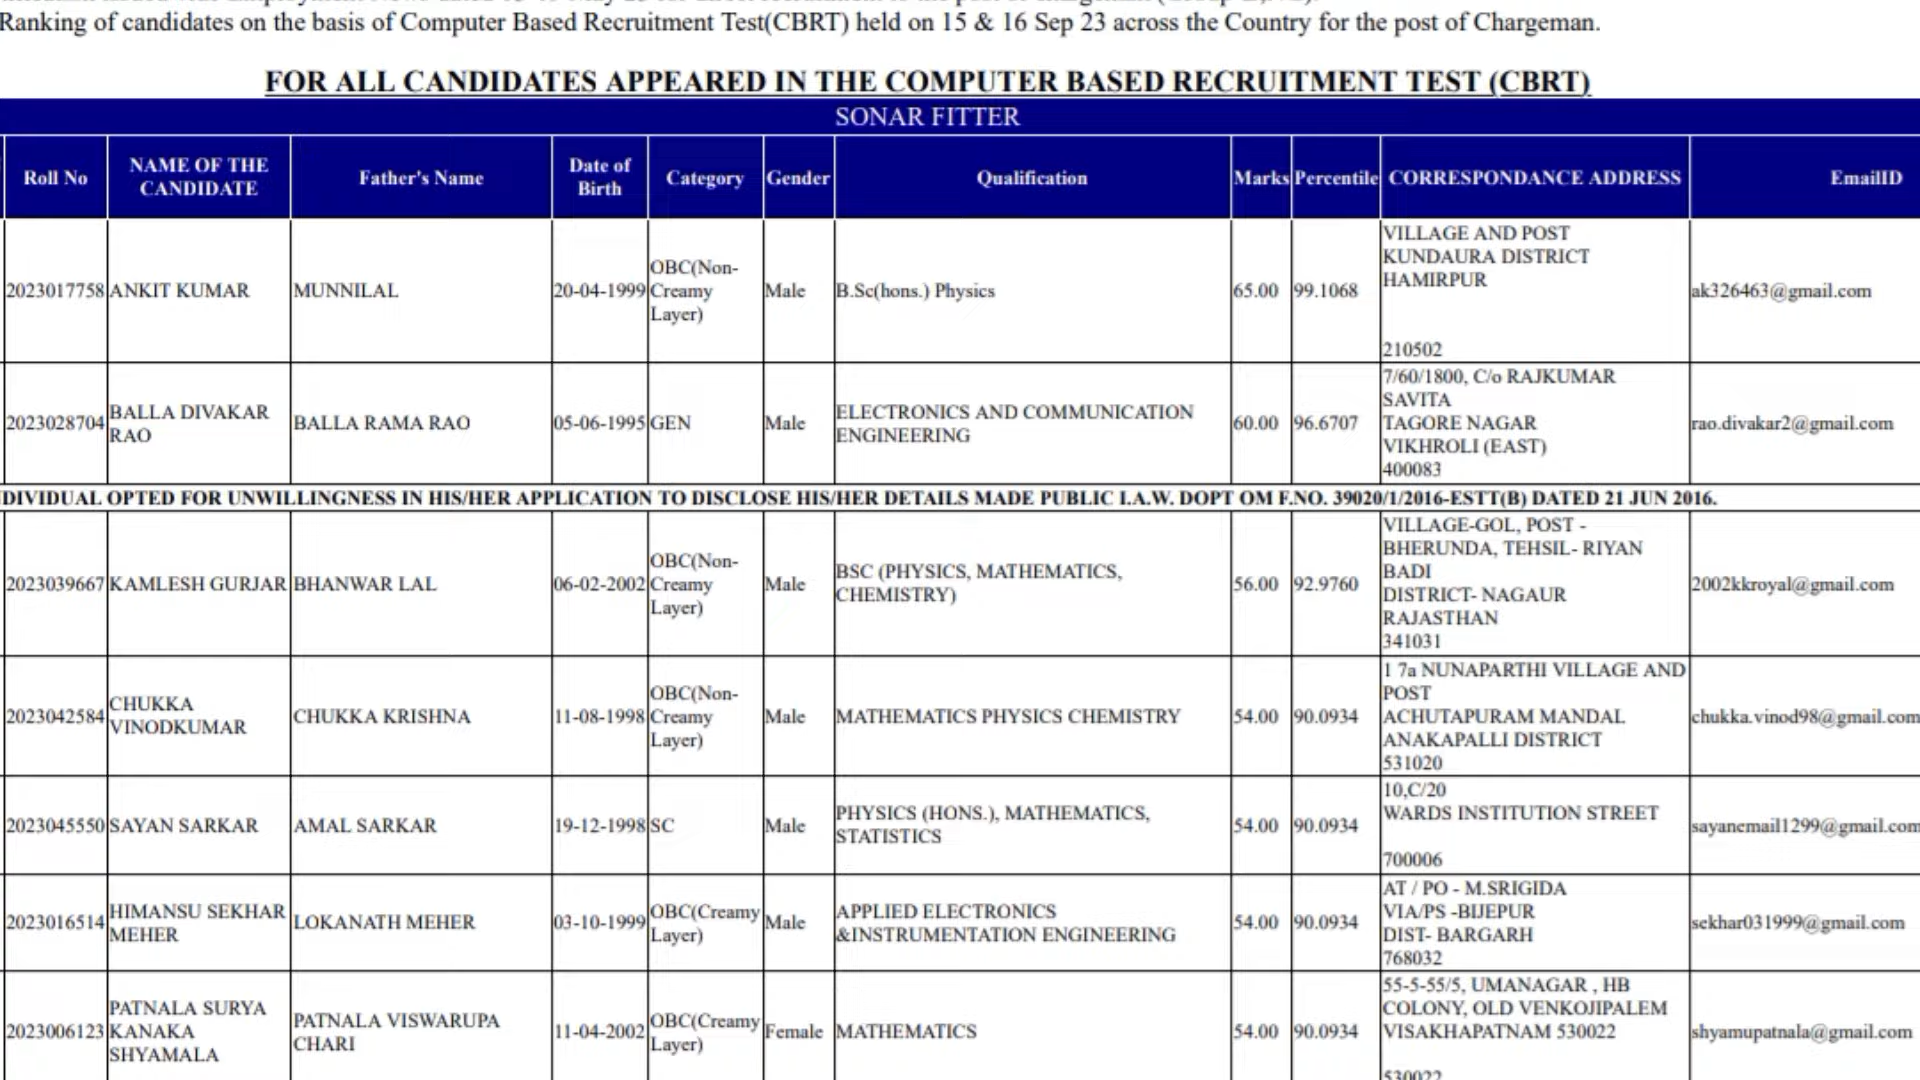 Ranking of candidates on the basis of Computer Based Recruitment Test(CBRT) held on 15 & 16 Sep 23 across the Country for the post of Chargeman.
FOR ALL CANDIDATES APPEARED IN THE COMPUTER BASED RECRUITMENT TEST (CBRT)
SONAR FITTER
Roll No
NAME OF THE
CANDIDATE
Father's Name
Date of
Birth
Category
Gender
Qualification
Marks
Percentile
CORRESPONDANCE ADDRESS
EmailID
2023017758
ANKIT KUMAR
MUNNILAL
20-04-1999
OBC(Non-
Creamy
Layer)
Male
B.Sc(hons.) Physics
65.00
99.1068
VILLAGE AND POST
KUNDAURA DISTRICT
HAMIRPUR
210502
ak326463@gmail.com
2023028704
BALLA DIVAKAR
RAO
BALLA RAMA RAO
05-06-1995
GEN
Male
ELECTRONICS AND COMMUNICATION
ENGINEERING
60.00
96.6707
7/60/1800, C/o RAJKUMAR
SAVITA
TAGORE NAGAR
VIKHROLI (EAST)
400083
rao.divakar2@gmail.com
DIVIDUAL OPTED FOR UNWILLINGNESS IN HIS/HER APPLICATION TO DISCLOSE HIS/HER DETAILS MADE PUBLIC I.A.W. DOPT OM F.NO. 39020/1/2016-ESTT(B) DATED 21 JUN 2016.
2023039667
KAMLESH GURJAR
BHANWAR LAL
06-02-2002
OBC(Non-
Creamy
Layer)
Male
BSC (PHYSICS, MATHEMATICS,
CHEMISTRY)
56.00
92.9760
VILLAGE-GOL, POST -
BHERUNDA, TEHSIL- RIYAN
BADI
DISTRICT- NAGAUR
RAJASTHAN
341031
2002kkroyal@gmail.com
2023042584
CHUKKA
VINODKUMAR
CHUKKA KRISHNA
11-08-1998
OBC(Non-
Creamy
Layer)
Male
MATHEMATICS PHYSICS CHEMISTRY
54.00
90.0934
1 7a NUNAPARTHI VILLAGE AND
POST
ACHUTAPURAM MANDAL
ANAKAPALLI DISTRICT
531020
chukka.vinod98@gmail.com
2023045550
SAYAN SARKAR
AMAL SARKAR
19-12-1998
SC
Male
PHYSICS (HONS.), MATHEMATICS,
STATISTICS
54.00
90.0934
10,C/20
WARDS INSTITUTION STREET
700006
sayanemail1299@gmail.com
2023016514
HIMANSU SEKHAR
MEHER
LOKANATH MEHER
03-10-1999
OBC(Creamy
Layer)
Male
APPLIED ELECTRONICS
&INSTRUMENTATION ENGINEERING
54.00
90.0934
AT / PO - M.SRIGIDA
VIA/PS -BIJEPUR
DIST- BARGARH
768032
sekhar031999@gmail.com
2023006123
PATNALA SURYA
KANAKA
SHYAMALA
PATNALA VISWARUPA
CHARI
11-04-2002
OBC(Creamy
Layer)
Female
MATHEMATICS
54.00
90.0934
55-5-55/5, UMANAGAR , HB
COLONY, OLD VENKOJIPALEM
VISAKHAPATNAM 530022
530022
shyamupatnala@gmail.com